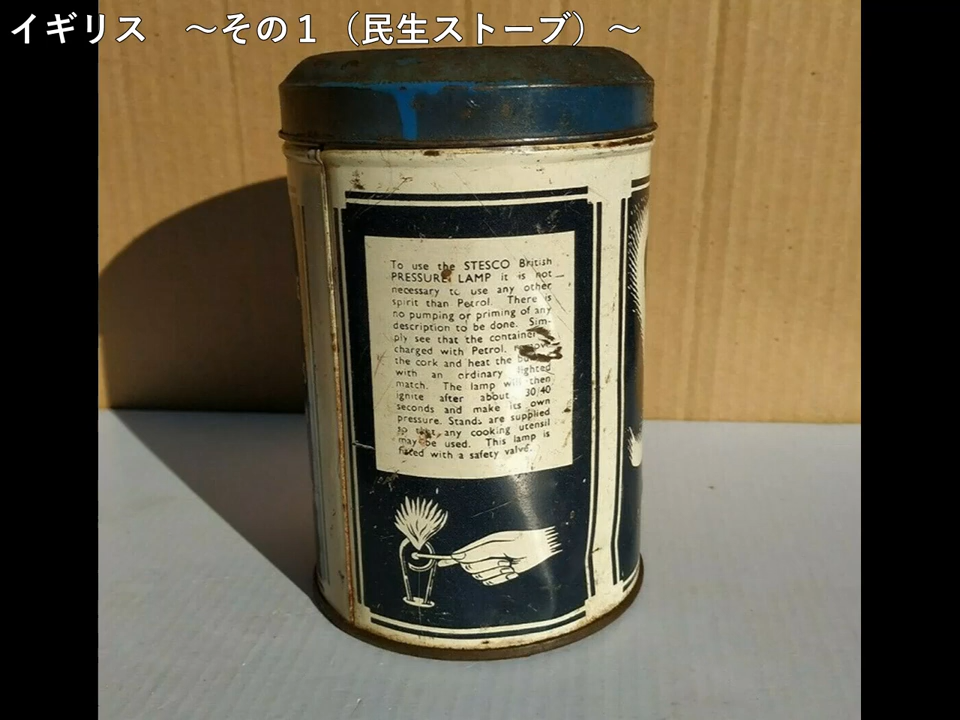 イギリス　～その１（民生ストーブ）～
To use the STESCO British
PRESSURE LAMP it is not
necessary to use any other
spirit than Petrol. There is
no pumping or priming of any
description to be done. Sim-
ply see that the container
charged with Petrol,
the cork and heat the
with an ordinary lighted
match. The lamp will then
ignite after about 30/40
seconds and make its own
pressure. Stands are supplied
so that any cooking utensil
may be used. This lamp is
fitted with a safety valve.